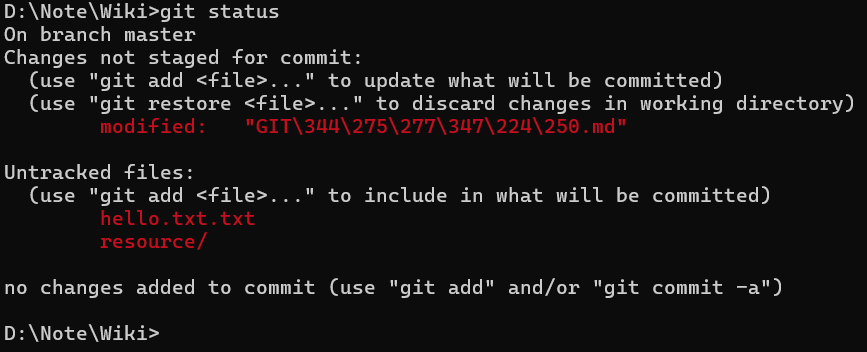 D:\Note\Wiki>git status
On branch master
Changes not staged for commit:
  (use "git add <file>..." to update what will be committed)
  (use "git restore <file>..." to discard changes in working directory)
        modified:   "GIT\344\275\277\347\224\250.md"

Untracked files:
  (use "git add <file>..." to include in what will be committed)
        hello.txt.txt
        resource/

no changes added to commit (use "git add" and/or "git commit -a")

D:\Note\Wiki>